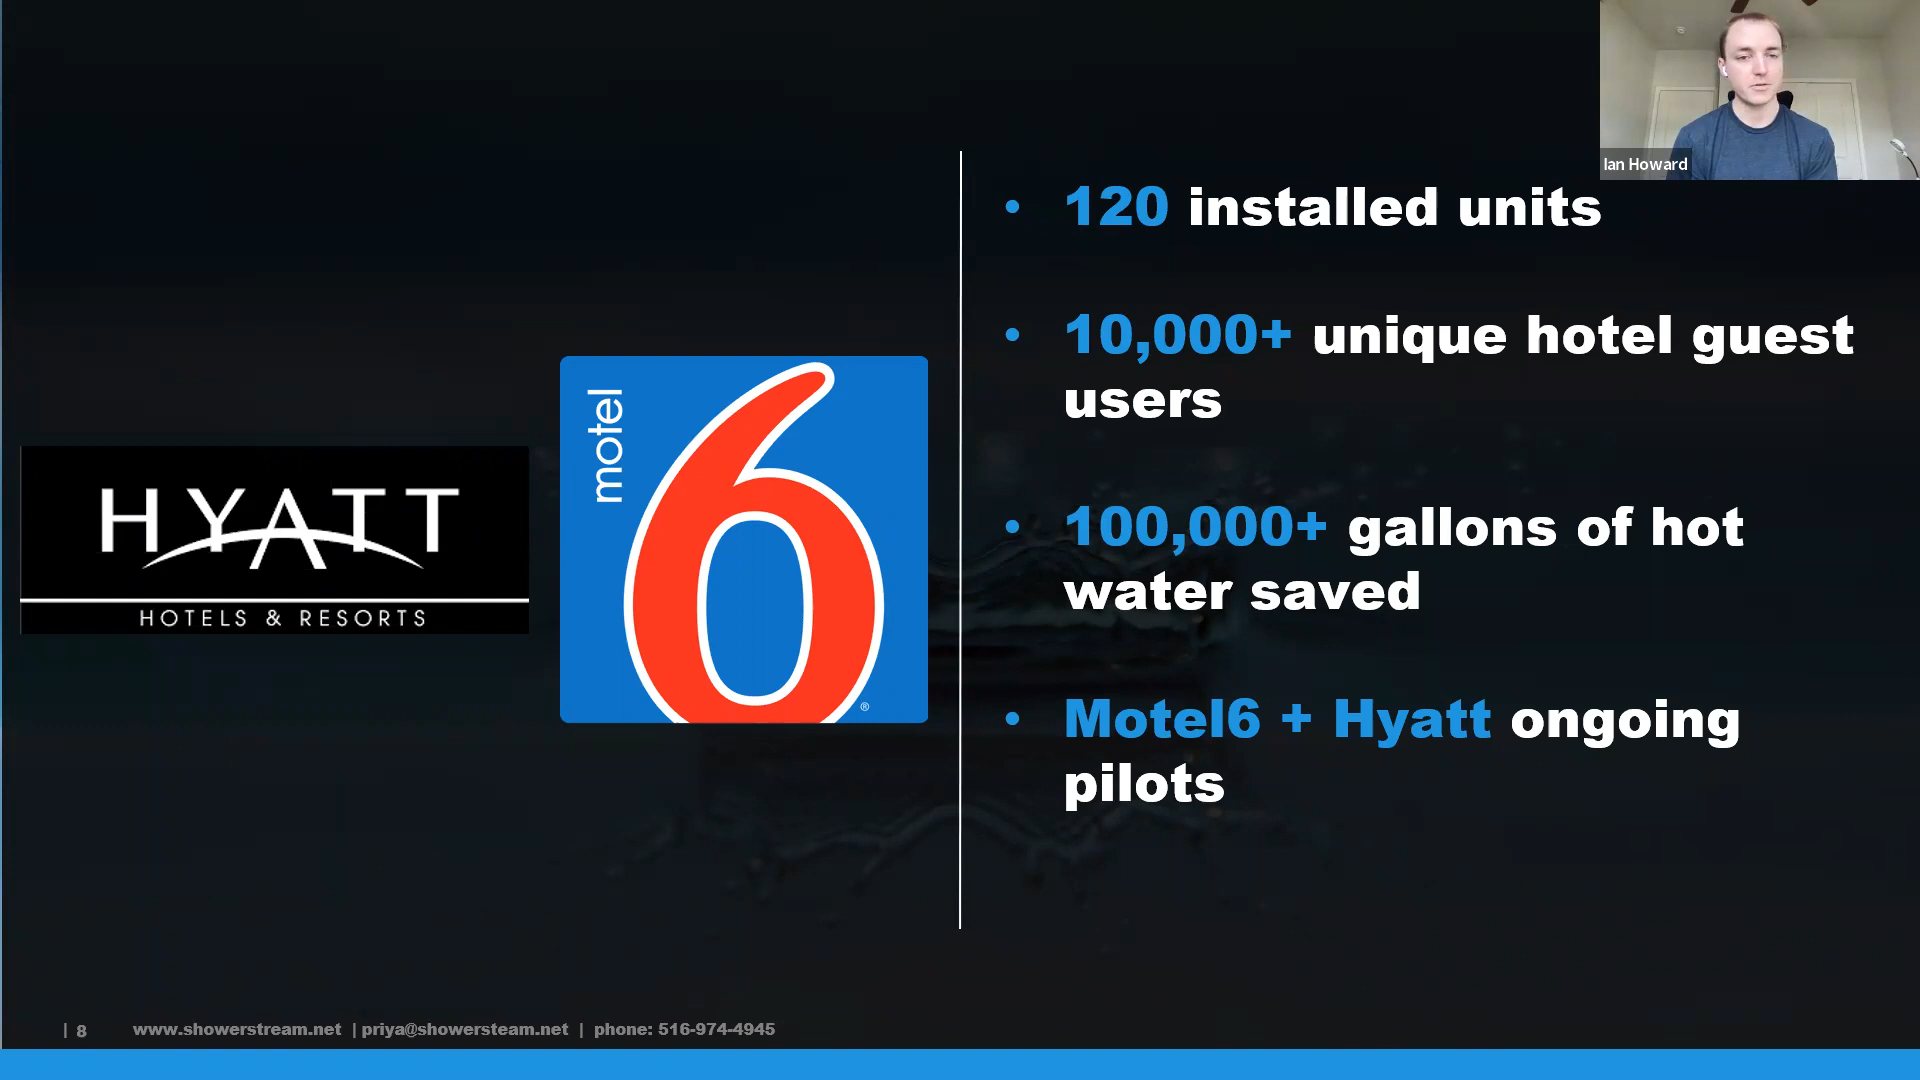 Ian Howard
HYATT
HOTELS & RESORTS
motel
6
®
• 120 installed units
• 10,000+ unique hotel guest
users
• 100,000+ gallons of hot
water saved
• Motel6 + Hyatt ongoing
pilots
| 8 www.showerstream.net | priya@showersteam.net | phone: 516-974-4945